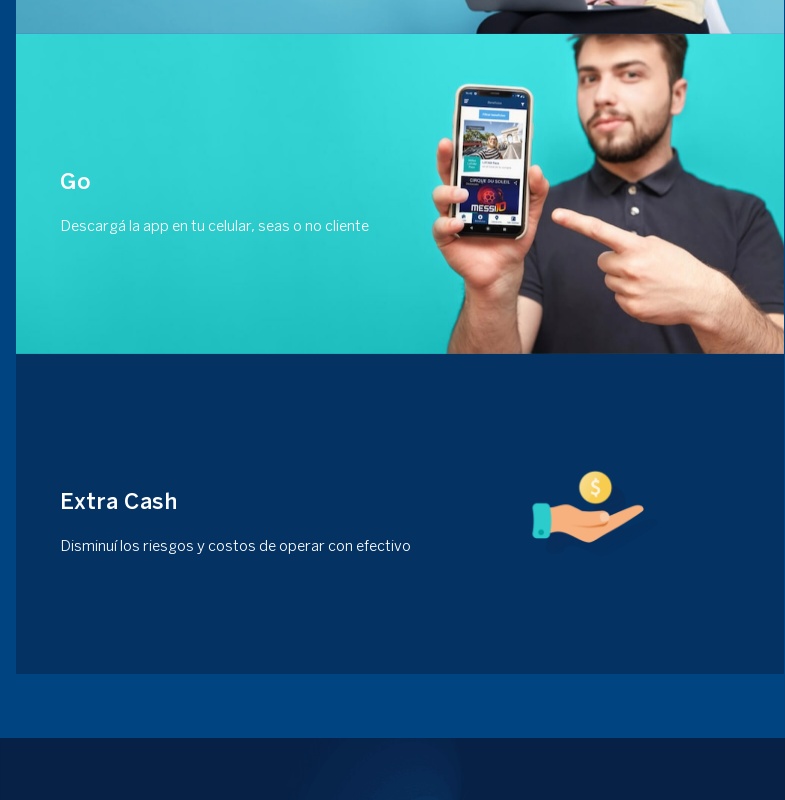 CIRQUE DU SOLEIL
MESSI10
Go
Descargá la app en tu celular, seas o no cliente
Extra Cash
Disminuí los riesgos y costos de operar con efectivo